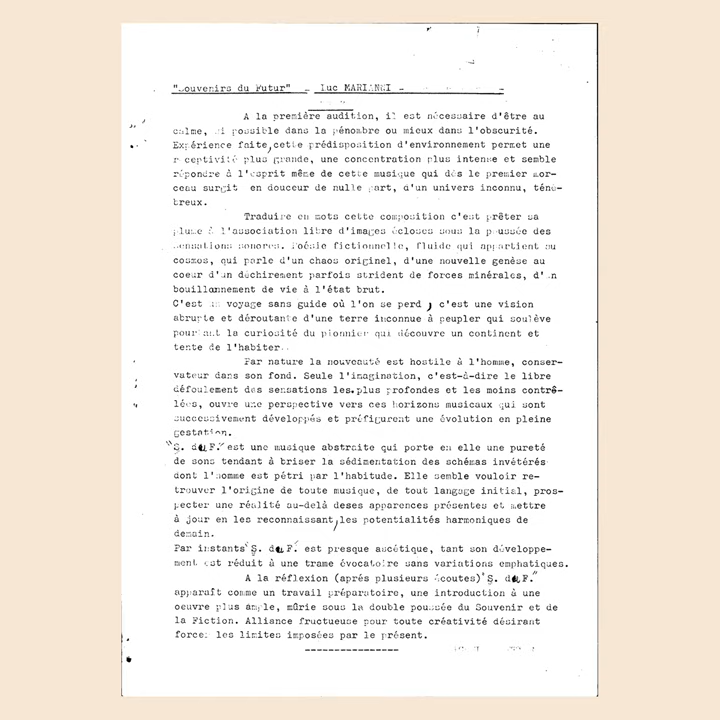 "Souvenirs du Futur" _ luc MARIANNI -
A la première audition, il est nécessaire d'être au
calme, si possible dans la pénombre ou mieux dans l'obscurité.
Expérience faite,cette prédisposition d'environnement permet une
réceptivité plus grande, une concentration plus intense et semble
répondre à l'esprit même de cette musique qui dès le premier mor-
ceau surgit en douceur de nulle part, d'un univers inconnu, téné-
breux.
Traduire en mots cette composition c'est prêter sa
plume à l'association libre d'images écloses sous la poussée des
sensations sonores. Poésie fictionnelle, fluide qui appartient au
cosmos, qui parle d'un chaos originel, d'une nouvelle genèse au
coeur d'un déchirement parfois strident de forces minérales, d'un
bouillonnement de vie à l'état brut.
C'est un voyage sans guide où l'on se perd, c'est une vision
abrupte et déroutante d'une terre inconnue à peupler qui soulève
pourtant la curiosité du pionnier qui découvre un continent et
tente de l'habiter..
Par nature la nouveauté est hostile à l'homme, conser-
vateur dans son fond. Seule l'imagination, c'est-à-dire le libre
défoulement des sensations les plus profondes et les moins contrô-
lées, ouvre une perspective vers ces horizons musicaux qui sont
successivement développés et préfigurent une évolution en pleine
gestation.
"S. du F." est une musique abstraite qui porte en elle une pureté
de sons tendant à briser la sédimentation des schémas invétérés
dont l'homme est pétri par l'habitude. Elle semble vouloir re-
trouver l'origine de toute musique, de tout langage initial, pros-
pecter une réalité au-delà deses apparences présentes et mettre
à jour en les reconnaissant,les potentialités harmoniques de
demain.
Par instants "S. du F." est presque ascétique, tant son développe-
ment est réduit à une trame évocatoire sans variations emphatiques.
A la réflexion (aprés plusieurs écoutes) "S. du F."
apparaît comme un travail préparatoire, une introduction à une
oeuvre plus ample, mûrie sous la double poussée du Souvenir et de
la Fiction. Alliance fructueuse pour toute créativité désirant
forcer les limites imposées par le présent.